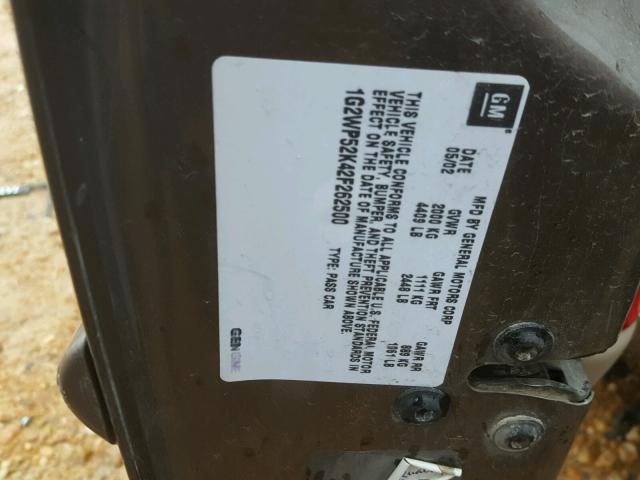 GM
MFD BY GENERAL MOTORS CORP
DATE GVWR GAWR FRT GAWR RR
05/02 2000 KG 1111 KG 889 KG
4409 LB 2448 LB 1961 LB
THIS VEHICLE CONFORMS TO ALL APPLICABLE U.S. FEDERAL MOTOR
VEHICLE SAFETY, BUMPER, AND THEFT PREVENTION STANDARDS IN
EFFECT ON THE DATE OF MANUFACTURE SHOWN ABOVE.
1G2WP52K42F262500 TYPE: PASS CAR